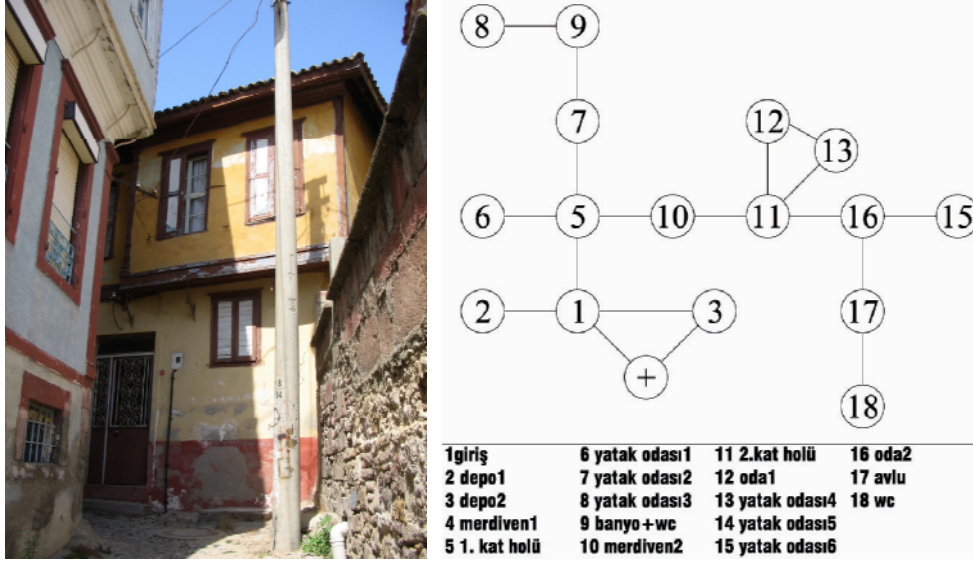 8 9
7 12
13
6 5 10 11 16 15
2 1 3 17
+
18
1giriş 6 yatak odası1 11 2.kat holü 16 oda2
2 depo1 7 yatak odası2 12 oda1 17 avlu
3 depo2 8 yatak odası3 13 yatak odası4 18 wc
4 merdiven1 9 banyo+wc 14 yatak odası5
5 1. kat holü 10 merdiven2 15 yatak odası6